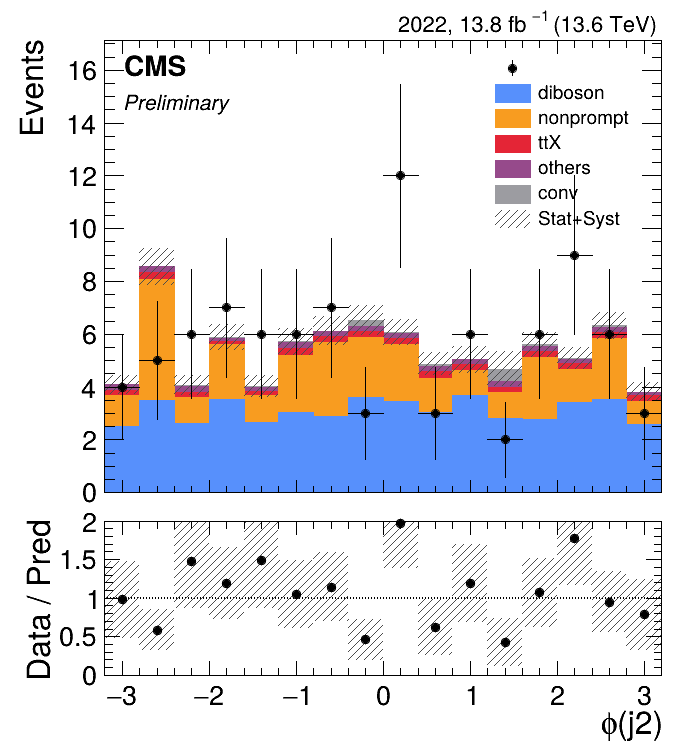 2022, 13.8 fb⁻¹ (13.6 TeV)
Events
16
14
12
10
8
6
4
2
0
CMS
Preliminary
diboson
nonprompt
ttX
others
conv
Stat+Syst
Data / Pred
2
1.5
1
0.5
0
−3
−2
−1
0
1
2
3
ϕ(j2)